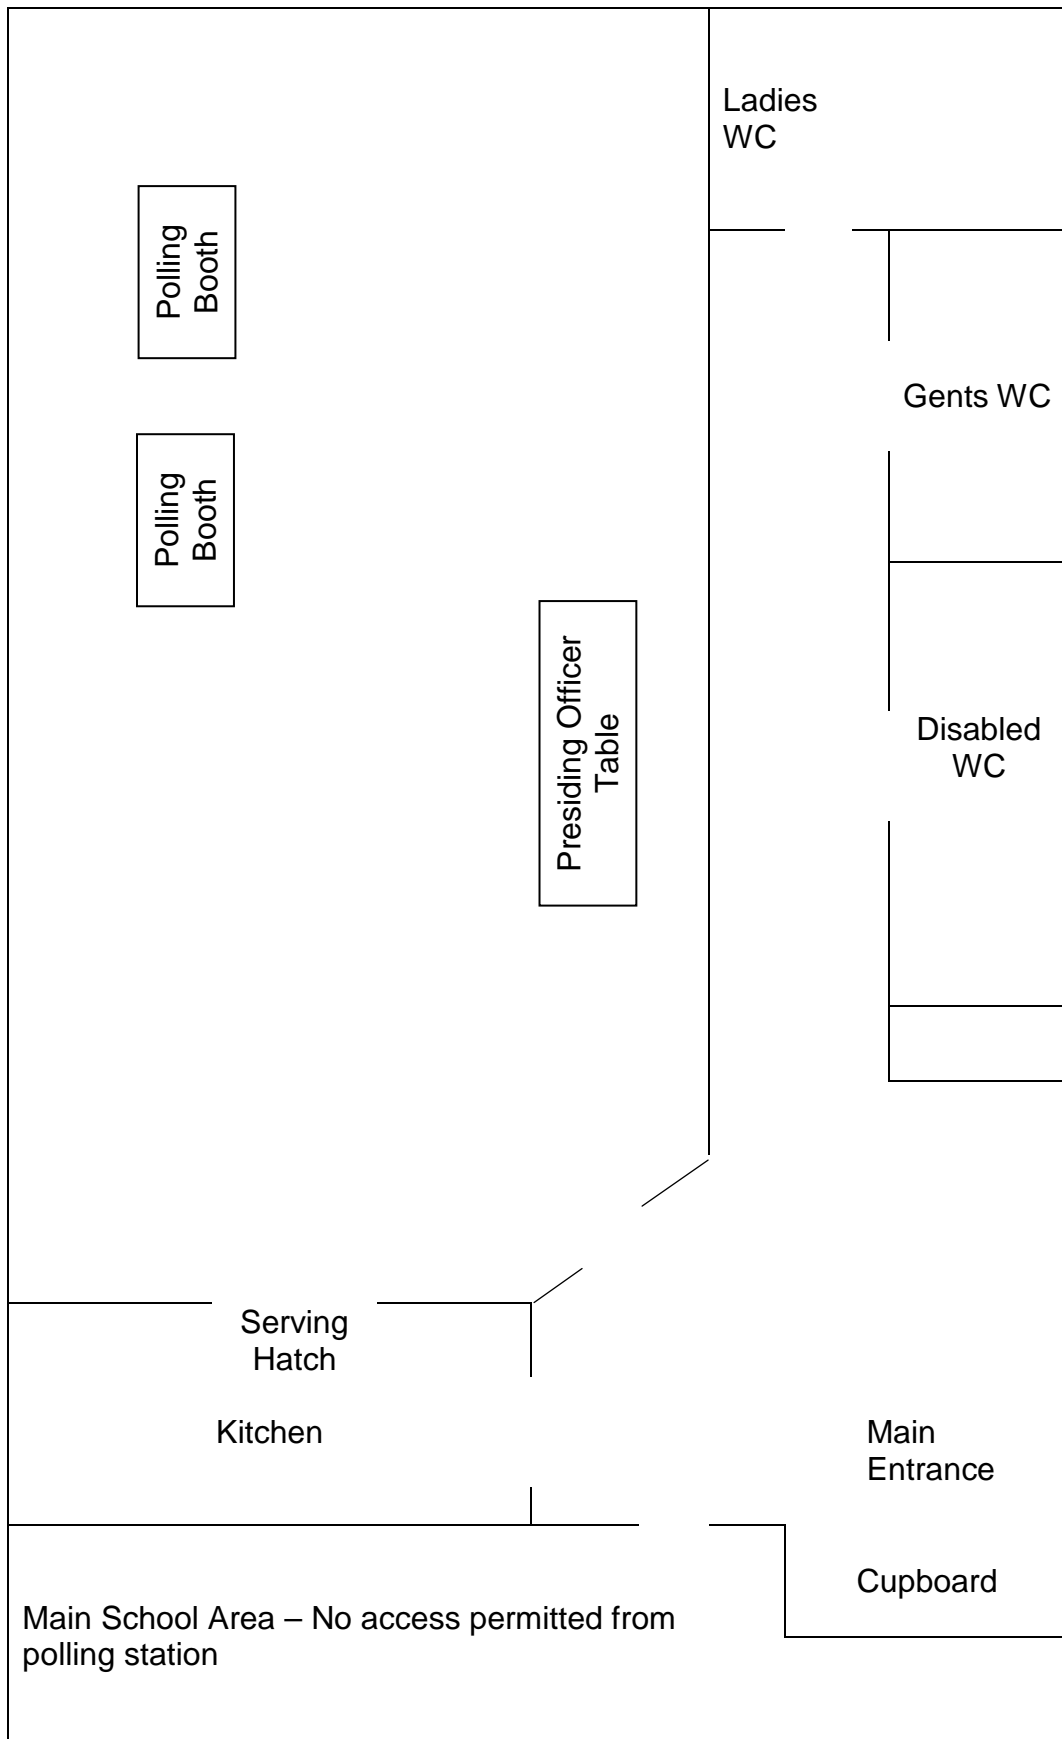 Ladies
WC
Polling
Booth
Gents WC
Polling
Booth
Presiding Officer
Table
Disabled
WC
Serving
Hatch
Kitchen
Main
Entrance
Cupboard
Main School Area – No access permitted from
polling station